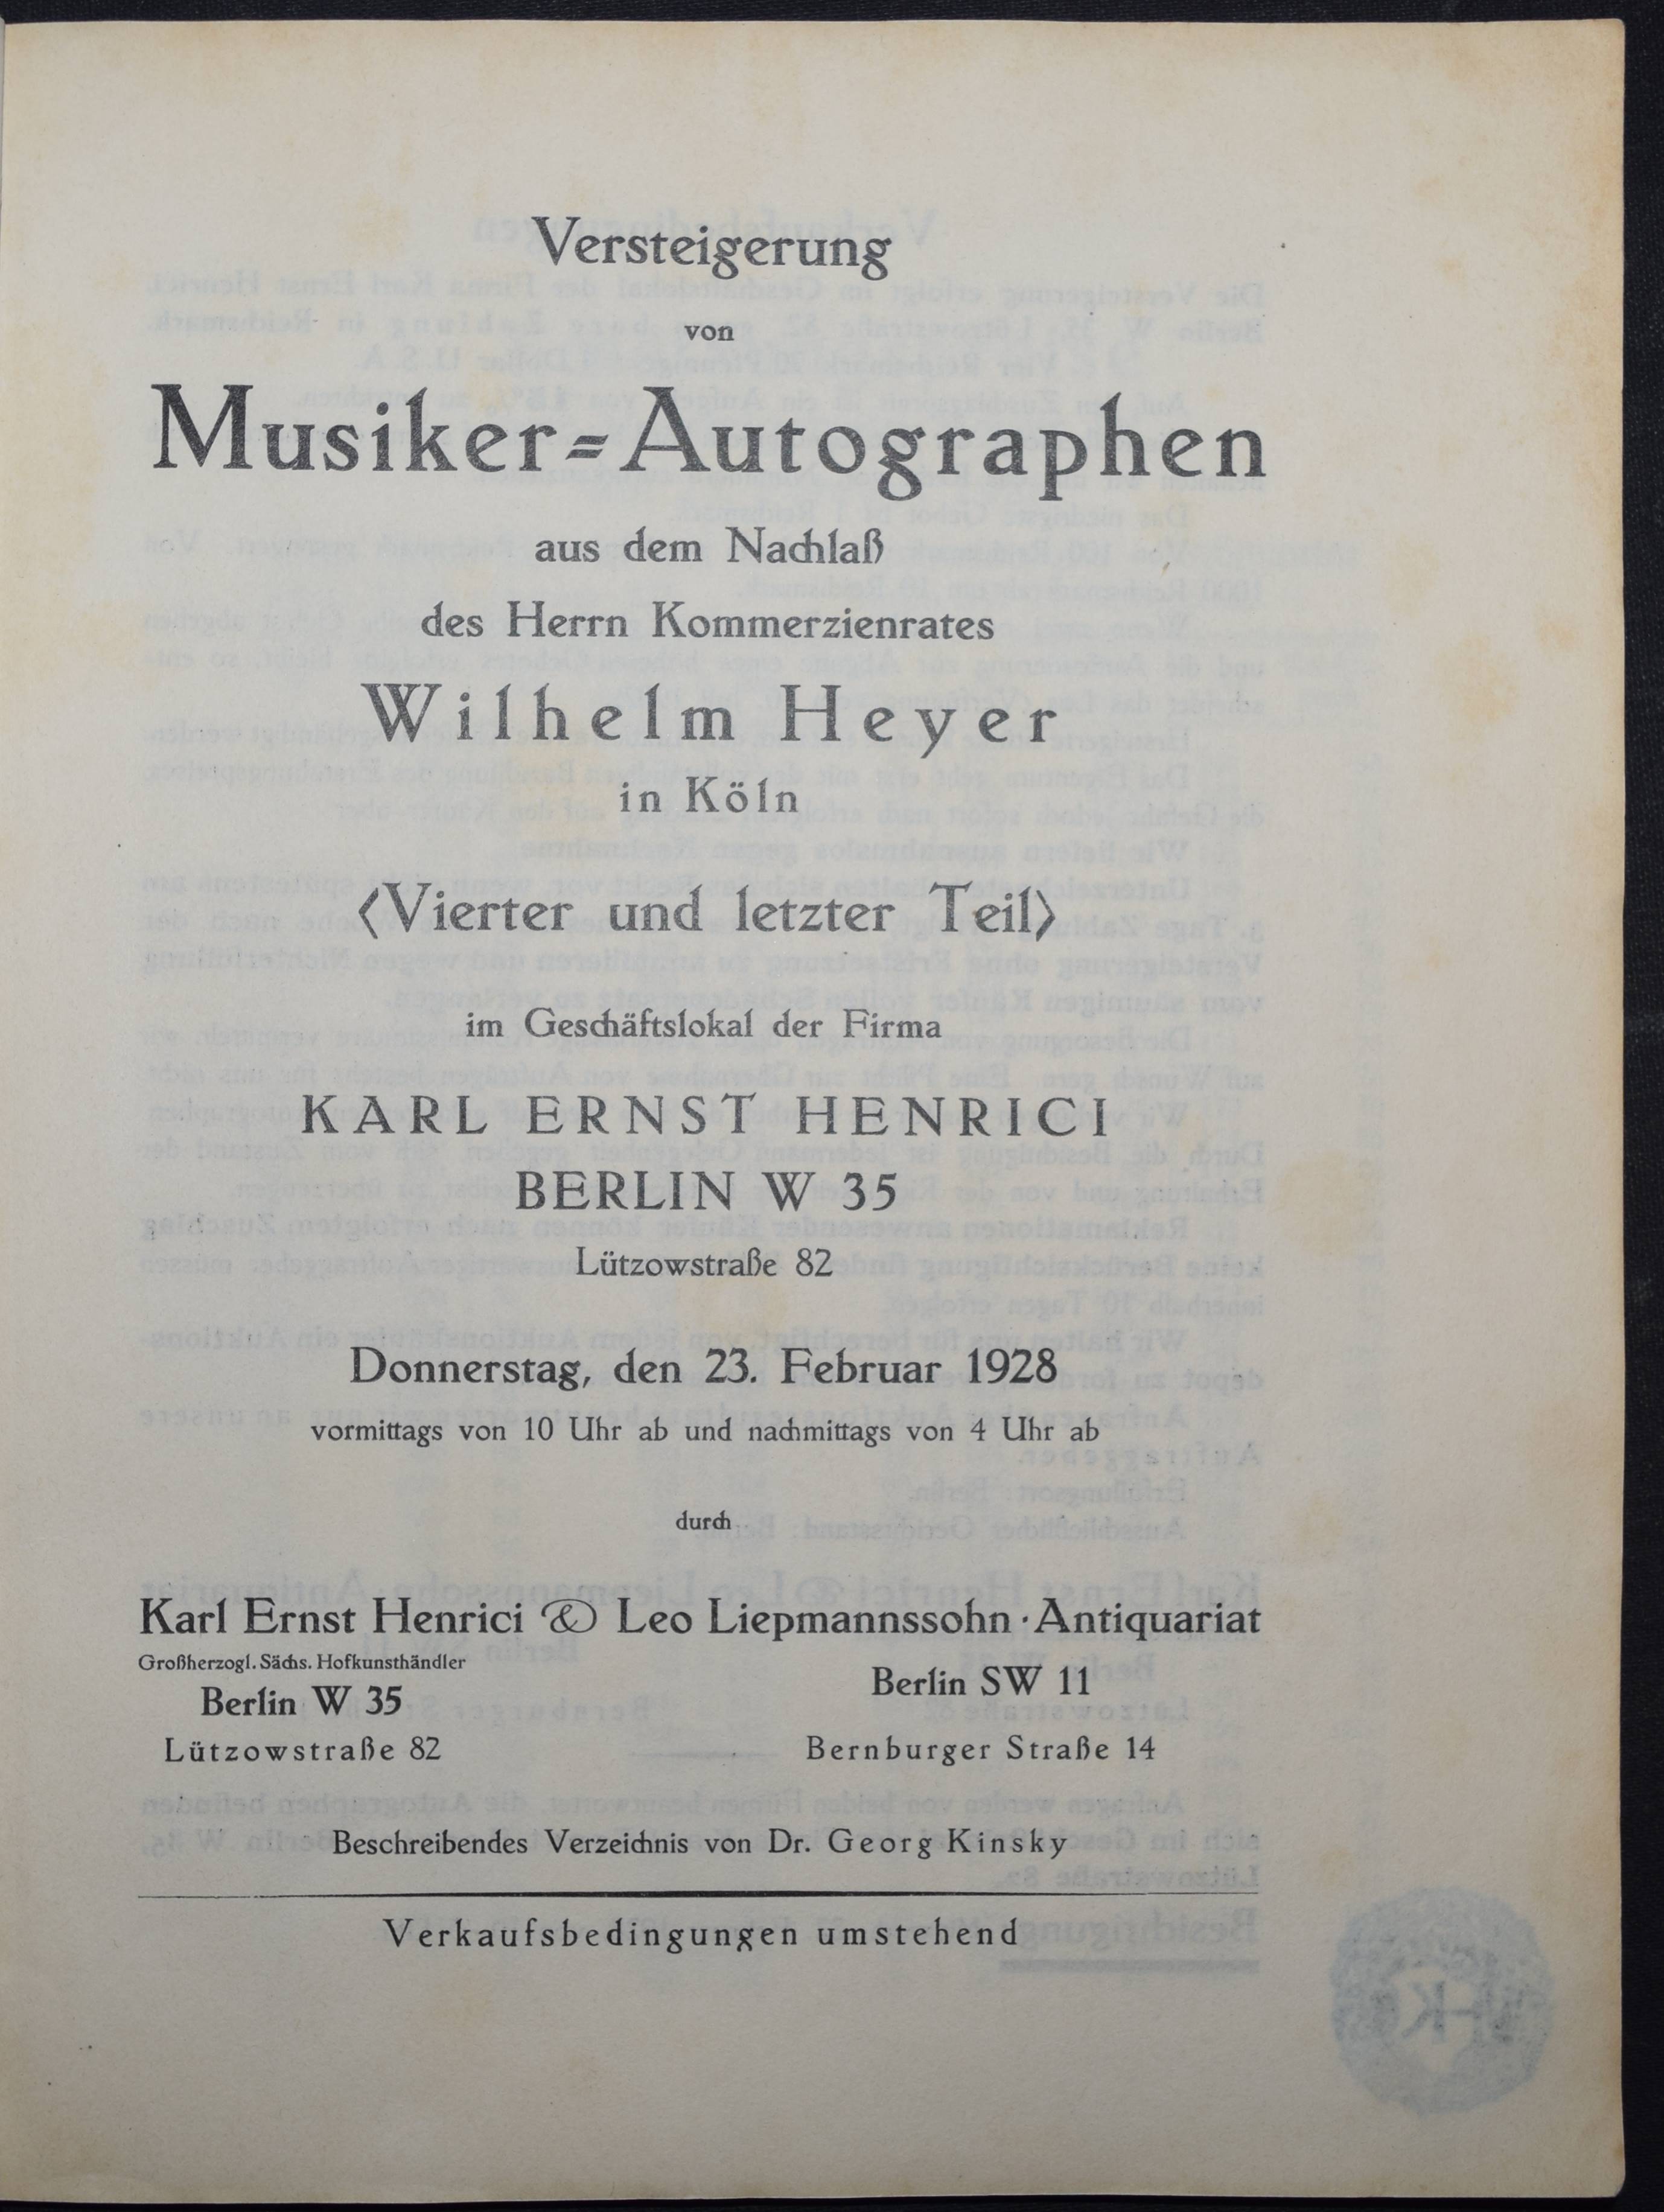 Versteigerung
von
Musiker=Autographen
aus dem Nachlaß
des Herrn Kommerzienrates
Wilhelm Heyer
in Köln
(Vierter und letzter Teil)
im Geschäftslokal der Firma
KARL ERNST HENRICI
BERLIN W 35
Lützowstraße 82
Donnerstag, den 23. Februar 1928
vormittags von 10 Uhr ab und nachmittags von 4 Uhr ab
durch
Karl Ernst Henrici & Leo Liepmannssohn · Antiquariat
Großherzogl. Sächs. Hofkunsthändler
Berlin W 35
Lützowstraße 82
Berlin SW 11
Bernburger Straße 14
Beschreibendes Verzeichnis von Dr. Georg Kinsky
Verkaufsbedingungen umstehend